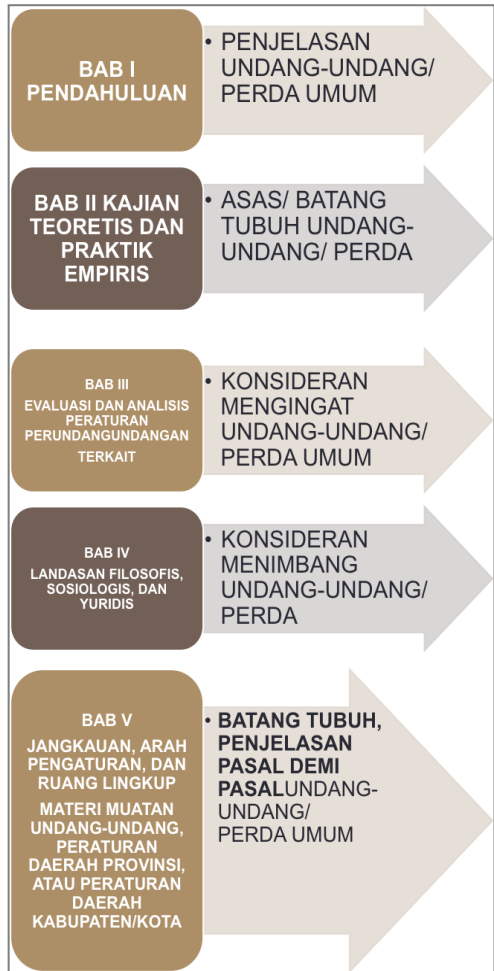 BAB I
PENDAHULUAN
• PENJELASAN
UNDANG-UNDANG/
PERDA UMUM
BAB II KAJIAN
TEORETIS DAN
PRAKTIK
EMPIRIS
• ASAS/ BATANG
TUBUH UNDANG-
UNDANG/ PERDA
BAB III
EVALUASI DAN ANALISIS
PERATURAN
PERUNDANGUNDANGAN
TERKAIT
• KONSIDERAN
MENGINGAT
UNDANG-UNDANG/
PERDA UMUM
BAB IV
LANDASAN FILOSOFIS,
SOSIOLOGIS, DAN
YURIDIS
• KONSIDERAN
MENIMBANG
UNDANG-UNDANG/
PERDA
BAB V
JANGKAUAN, ARAH
PENGATURAN, DAN
RUANG LINGKUP
MATERI MUATAN
UNDANG-UNDANG,
PERATURAN
DAERAH PROVINSI,
ATAU PERATURAN
DAERAH
KABUPATEN/KOTA
• BATANG TUBUH,
PENJELASAN
PASAL DEMI
PASALUNDANG-
UNDANG/
PERDA UMUM